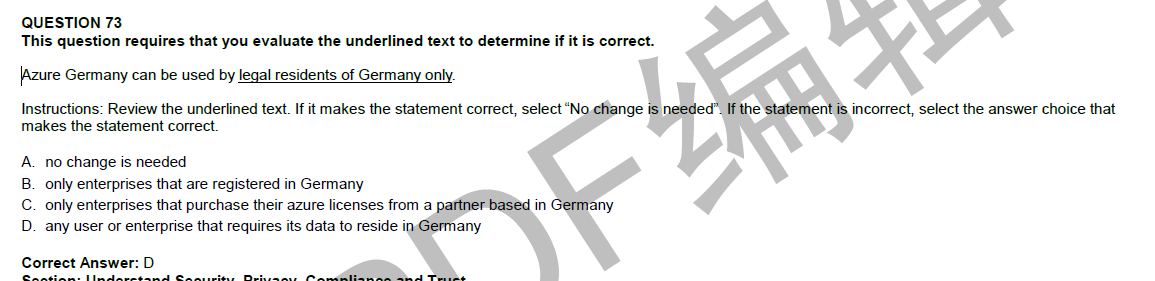 QUESTION 73
This question requires that you evaluate the underlined text to determine if it is correct.
Azure Germany can be used by legal residents of Germany only.
Instructions: Review the underlined text. If it makes the statement correct, select “No change is needed”. If the statement is incorrect, select the answer choice that
makes the statement correct.
A. no change is needed
B. only enterprises that are registered in Germany
C. only enterprises that purchase their azure licenses from a partner based in Germany
D. any user or enterprise that requires its data to reside in Germany
Correct Answer: D
Section: Understand Security, Privacy, Compliance and Trust
DF编辑